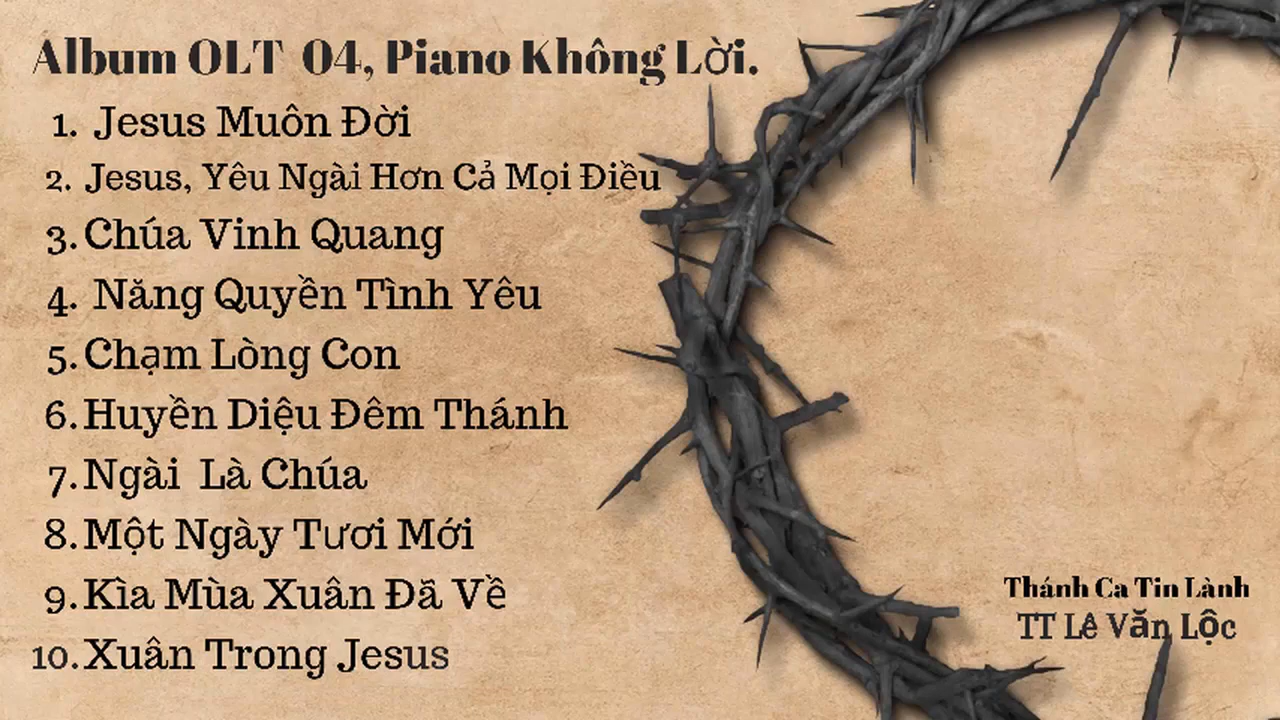 Album OLT 04, Piano Không Lời.
1. Jesus Muôn Đời
2. Jesus, Yêu Ngài Hơn Cả Mọi Điều
3. Chúa Vinh Quang
4. Năng Quyền Tình Yêu
5. Chạm Lòng Con
6. Huyền Diệu Đêm Thánh
7. Ngài Là Chúa
8. Một Ngày Tươi Mới
9. Kìa Mùa Xuân Đã Về
10. Xuân Trong Jesus
Thánh Ca Tin Lành
TT Lê Văn Lộc